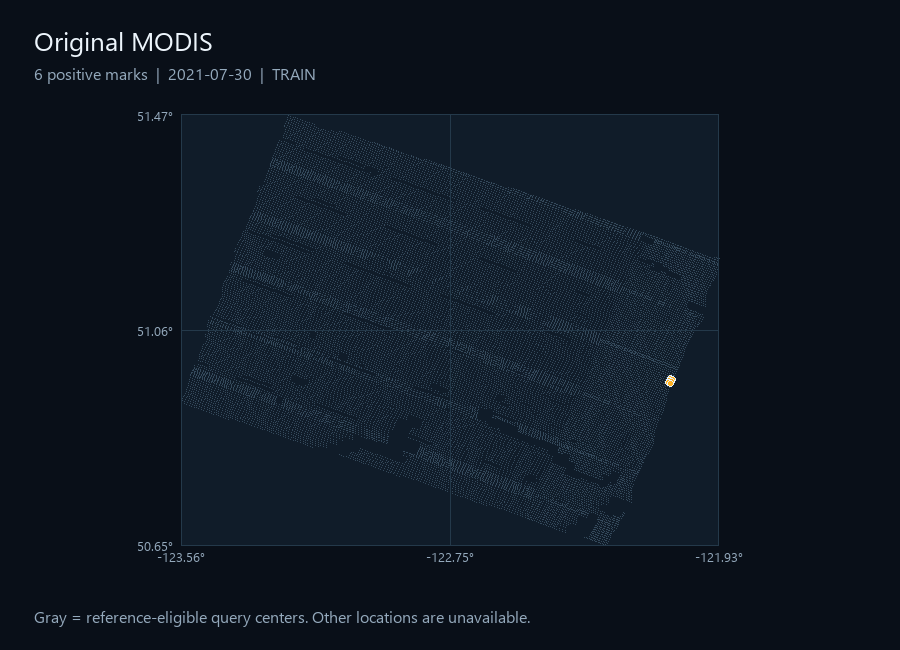 Original MODIS
6 positive marks | 2021-07-30 | TRAIN
51.47°
51.06°
50.65°
-123.56°
-122.75°
-121.93°
Gray = reference-eligible query centers. Other locations are unavailable.